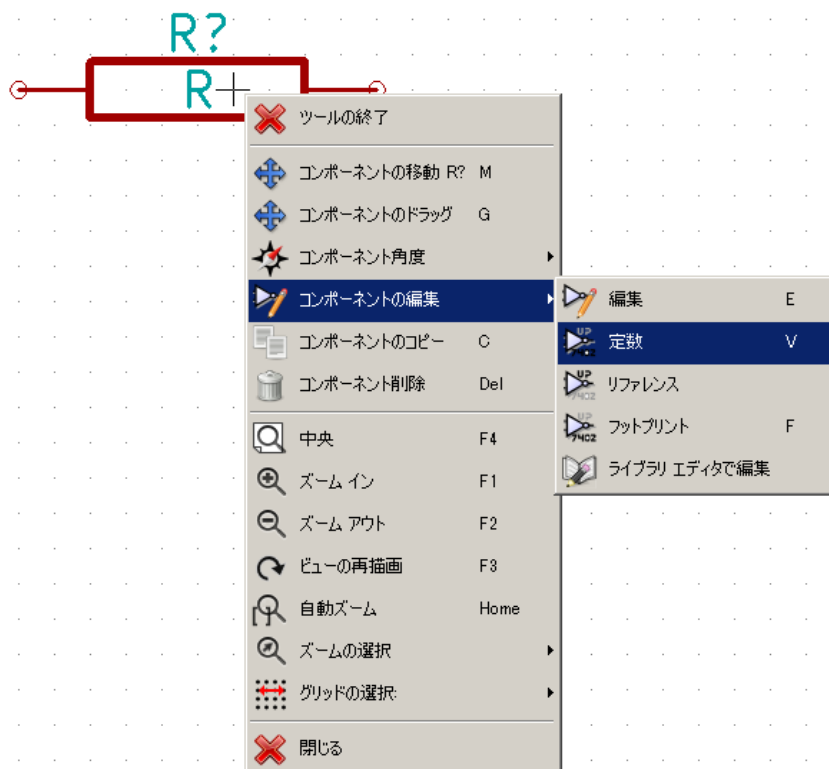 R?
R
ツールの終了
コンポーネントの移動 R? M
コンポーネントのドラッグ G
コンポーネント角度
コンポーネントの編集
コンポーネントのコピー C
コンポーネント削除 Del
中央 F4
ズーム イン F1
ズーム アウト F2
ビューの再描画 F3
自動ズーム Home
ズームの選択
グリッドの選択:
閉じる
編集 E
定数 V
リファレンス
フットプリント F
ライブラリ エディタで編集